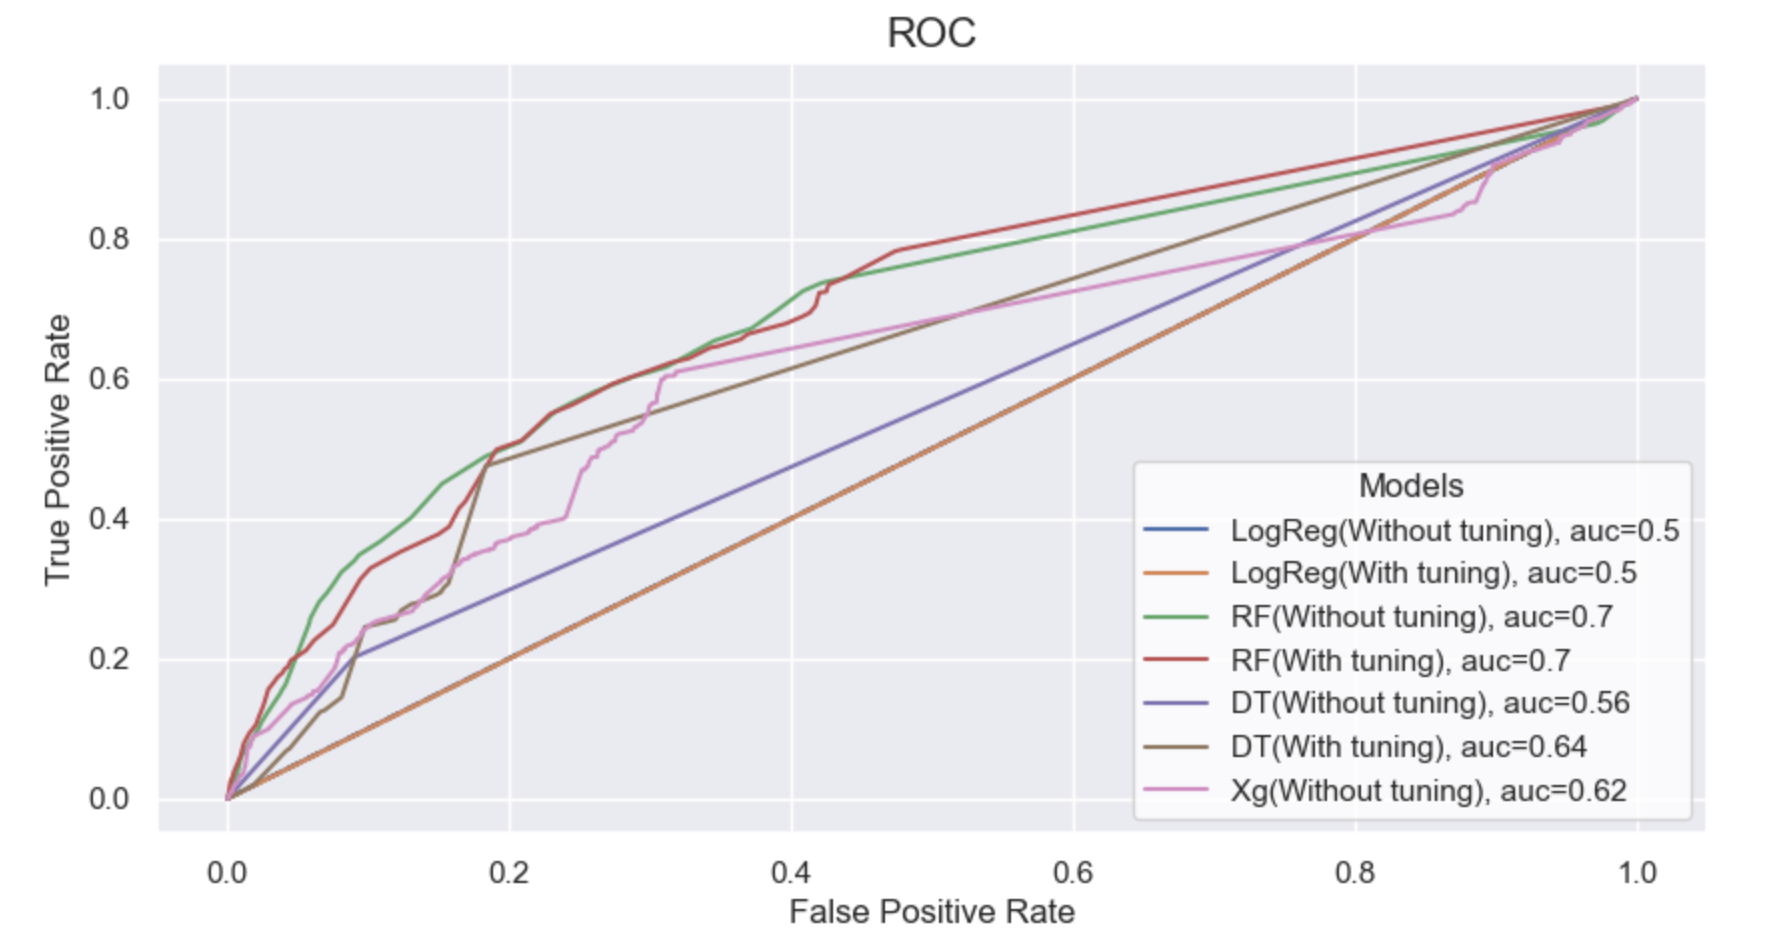 ROC
1.0
0.8
0.6
0.4
0.2
0.0
True Positive Rate
Models
LogReg(Without tuning), auc=0.5
LogReg(With tuning), auc=0.5
RF(Without tuning), auc=0.7
RF(With tuning), auc=0.7
DT(Without tuning), auc=0.56
DT(With tuning), auc=0.64
Xg(Without tuning), auc=0.62
0.0 0.2 0.4 0.6 0.8 1.0
False Positive Rate